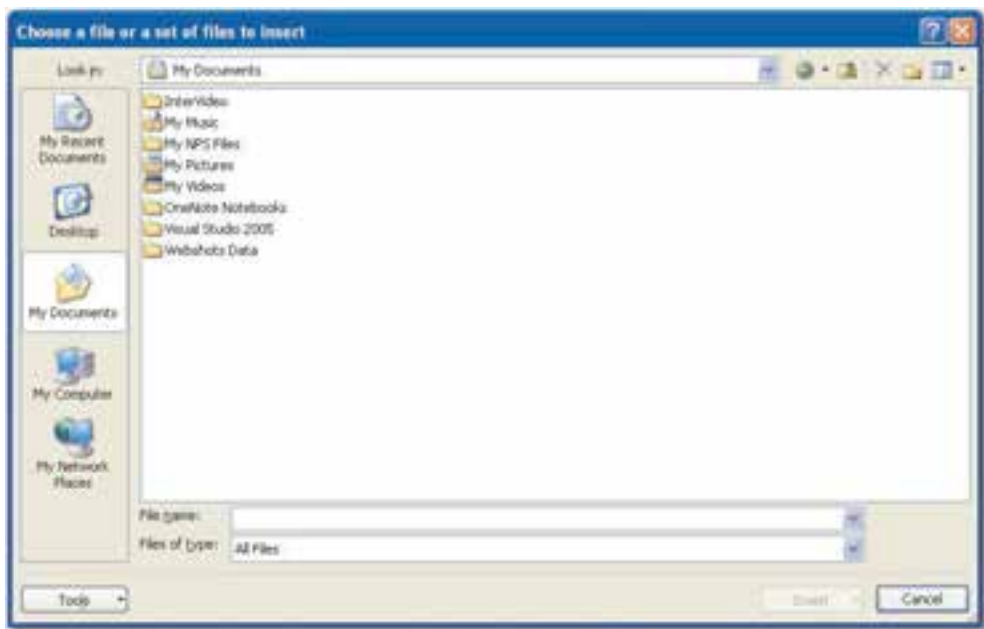 Choose a file or a set of files to insert
Look in:
My Documents
My Recent
Documents
Desktop
My Documents
My Computer
My Network
Places
InterVideo
My Music
My NPS Files
My Pictures
My Videos
OneNote Notebooks
Visual Studio 2005
Webshots Data
File name:
Files of type:
All Files
Tools
Insert
Cancel